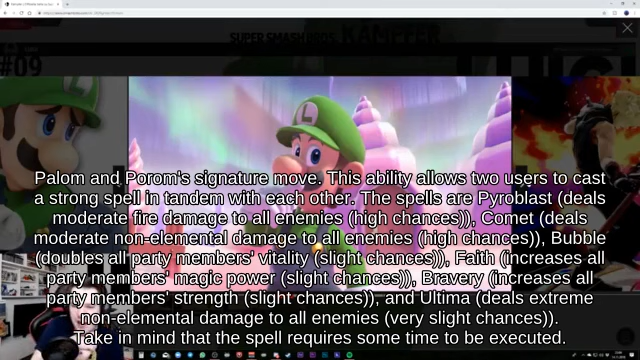 SUPER SMASH BROS.
KÄMPFER
#09
Palom and Porom's signature move. This ability allows two users to cast
a strong spell in tandem with each other. The spells are Pyroblast (deals
moderate fire damage to all enemies (high chances)), Comet (deals
moderate non-elemental damage to all enemies (high chances)), Bubble
(doubles all party members' vitality (slight chances)), Faith (increases all
party members' magic power (slight chances)), Bravery (increases all
party members' strength (slight chances)), and Ultima (deals extreme
non-elemental damage to all enemies (very slight chances)).
Take in mind that the spell requires some time to be executed.